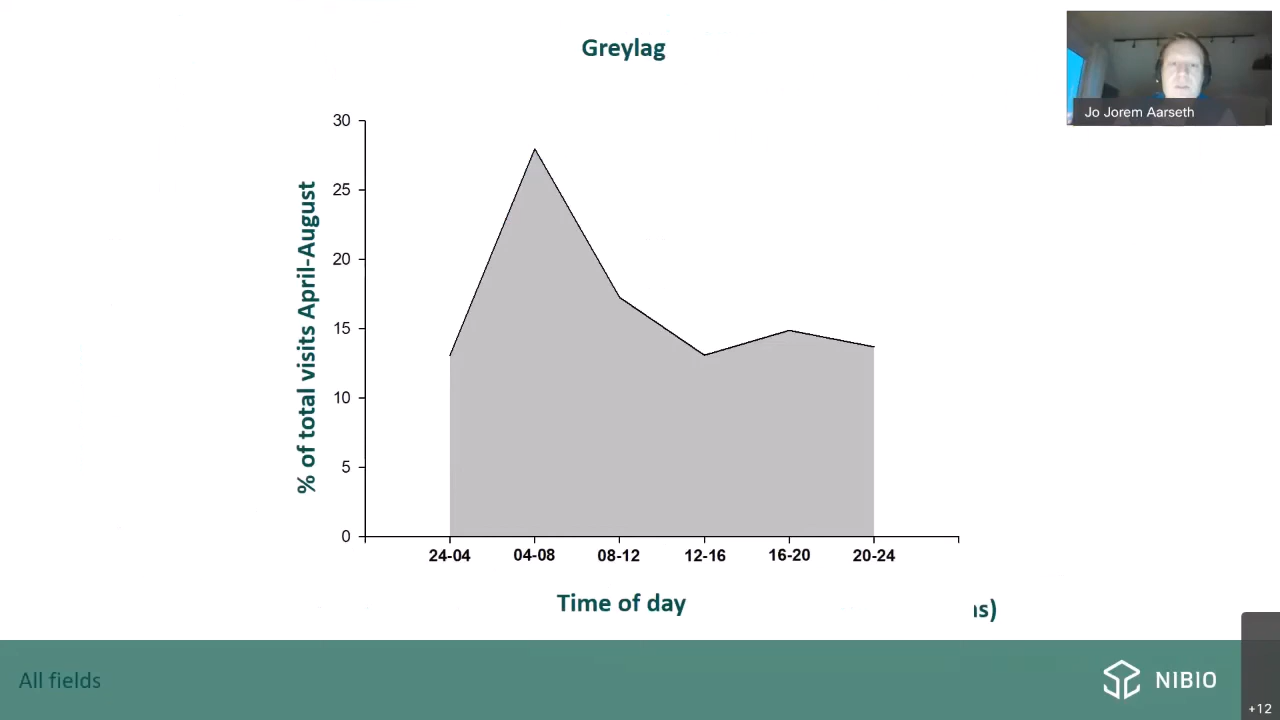 Greylag
Jo Jorem Aarseth
% of total visits April-August
30
25
20
15
10
5
0
24-04 04-08 08-12 12-16 16-20 20-24
Time of day
s)
All fields
NIBIO
+12